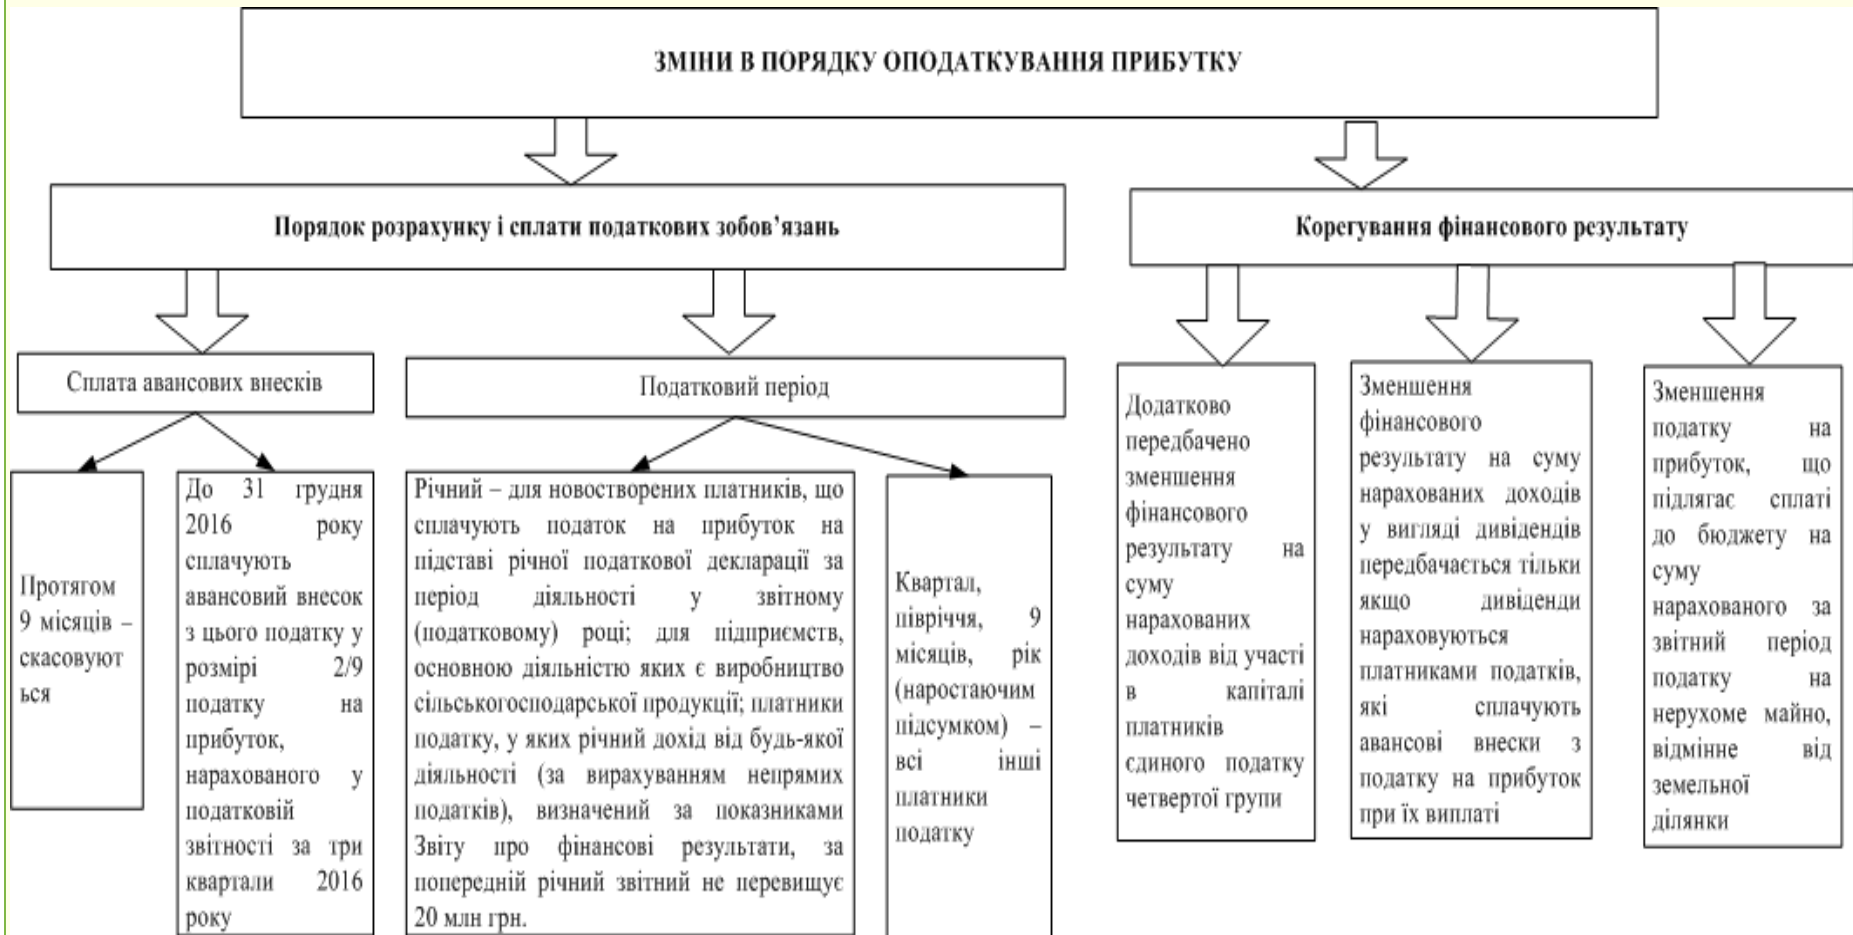 ЗМІНИ В ПОРЯДКУ ОПОДАТКУВАННЯ ПРИБУТКУ
Порядок розрахунку і сплати податкових зобов’язань
Корегування фінансового результату
Сплата авансових внесків
Податковий період
Протягом
9 місяців –
скасовуют
ься
До 31 грудня
2016 року
сплачують
авансовий внесок
з цього податку у
розмірі 2/9
податку на
прибуток,
нарахованого у
податковій
звітності за три
квартали 2016
року
Річний – для новостворених платників, що
сплачують податок на прибуток на
підставі річної податкової декларації за
період діяльності у звітному
(податковому) році; для підприємств,
основною діяльністю яких є виробництво
сільськогосподарської продукції; платники
податку, у яких річний дохід від будь-якої
діяльності (за вирахуванням непрямих
податків), визначений за показниками
Звіту про фінансові результати, за
попередній річний звітний не перевищує
20 млн грн.
Квартал,
півріччя, 9
місяців, рік
(наростаючим
підсумком) –
всі інші
платники
податку
Додатково
передбачено
зменшення
фінансового
результату на
суму
нарахованих
доходів від участі
в капіталі
платників
єдиного податку
четвертої групи
Зменшення
фінансового
результату на суму
нарахованих доходів
у вигляді дивідендів
передбачається тільки
якщо дивіденди
нараховуються
платниками податків,
які сплачують
авансові внески з
податку на прибуток
при їх виплаті
Зменшення
податку на
прибуток, що
підлягає сплаті
до бюджету на
суму
нарахованого за
звітний період
податку на
нерухоме майно,
відмінне від
земельної
ділянки